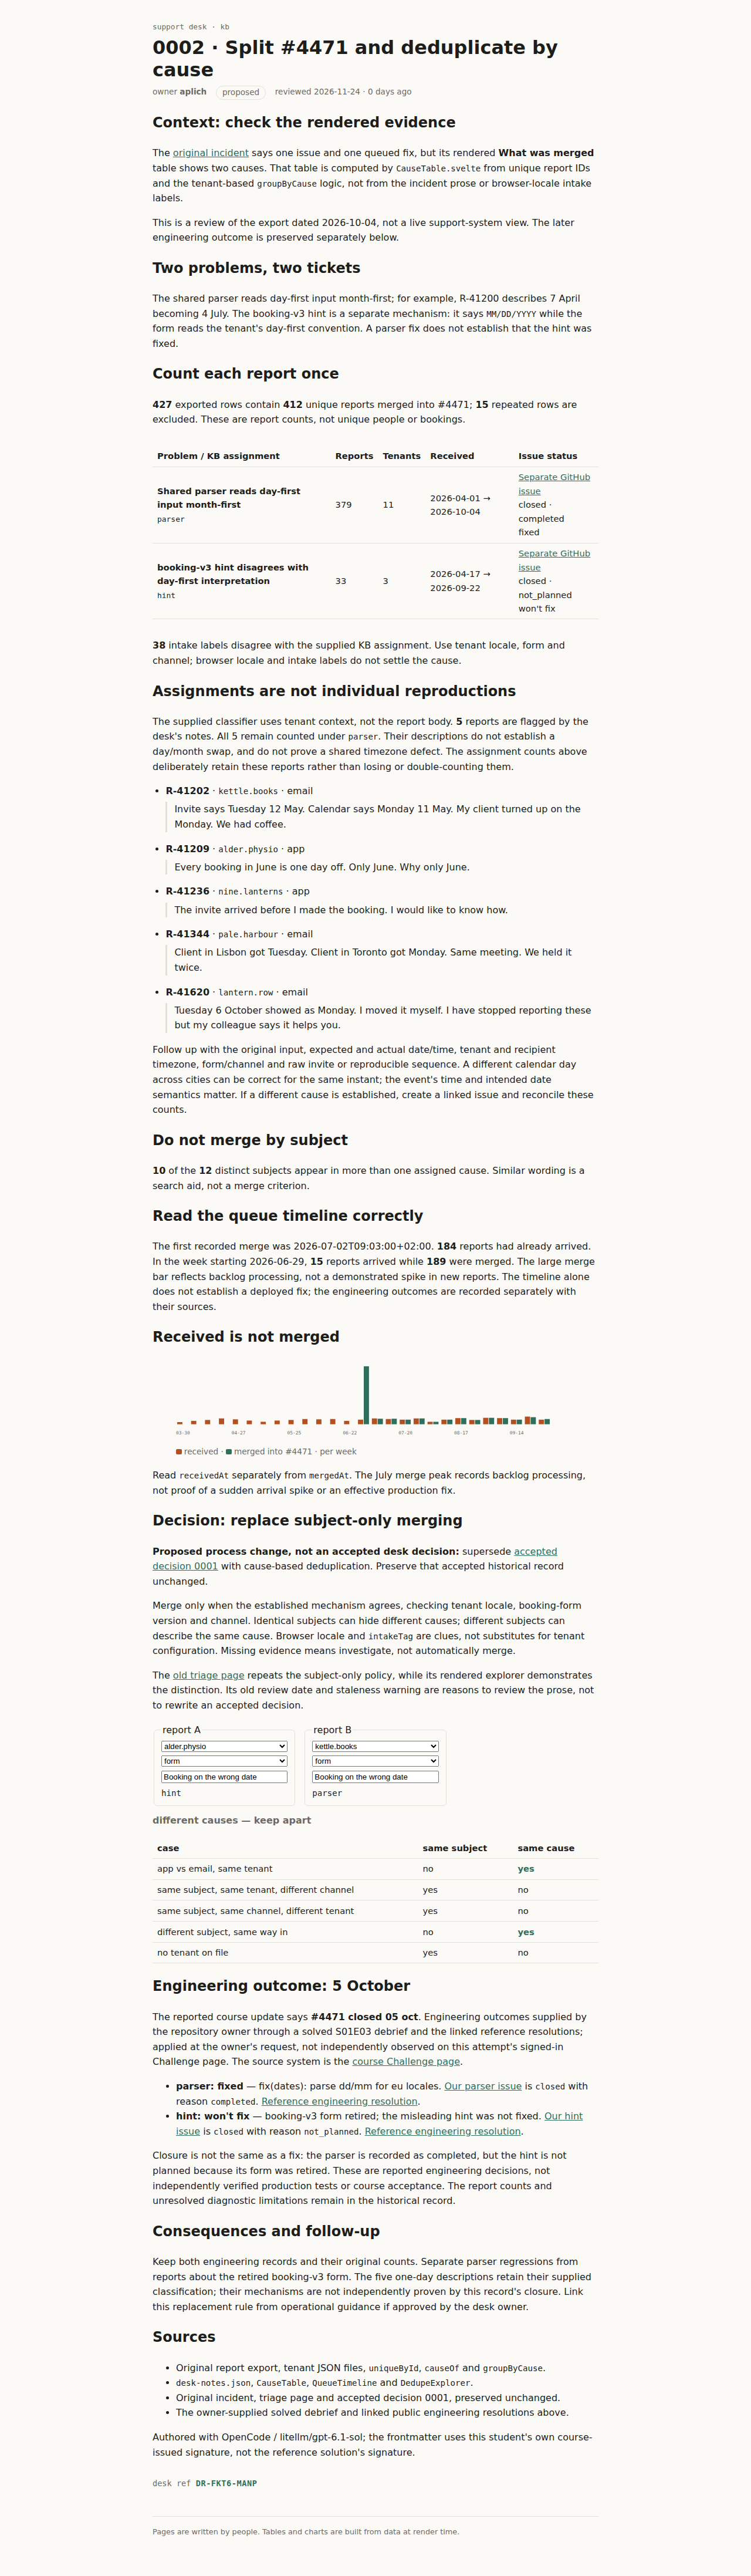 support desk · kb
0002 · Split #4471 and deduplicate by
cause
owner aplich proposed reviewed 2026-11-24 · 0 days ago
Context: check the rendered evidence
The original incident says one issue and one queued fix, but its rendered What was merged
table shows two causes. That table is computed by CauseTable.svelte from unique report IDs
and the tenant-based groupByCause logic, not from the incident prose or browser-locale intake
labels.
This is a review of the export dated 2026-10-04, not a live support-system view. The later
engineering outcome is preserved separately below.
Two problems, two tickets
The shared parser reads day-first input month-first; for example, R-41200 describes 7 April
becoming 4 July. The booking-v3 hint is a separate mechanism: it says MM/DD/YYYY while the
form reads the tenant's day-first convention. A parser fix does not establish that the hint was
fixed.
Count each report once
427 exported rows contain 412 unique reports merged into #4471; 15 repeated rows are
excluded. These are report counts, not unique people or bookings.
Problem / KB assignment Reports Tenants Received Issue status
Shared parser reads day-first
input month-first
parser
379 11 2026-04-01 →
2026-10-04
Separate GitHub
issue
closed ·
completed
fixed
booking-v3 hint disagrees with
day-first interpretation
hint
33 3 2026-04-17 →
2026-09-22
Separate GitHub
issue
closed ·
not_planned
won't fix
38 intake labels disagree with the supplied KB assignment. Use tenant locale, form and
channel; browser locale and intake labels do not settle the cause.
Assignments are not individual reproductions
The supplied classifier uses tenant context, not the report body. 5 reports are flagged by the
desk's notes. All 5 remain counted under parser. Their descriptions do not establish a
day/month swap, and do not prove a shared timezone defect. The assignment counts above
deliberately retain these reports rather than losing or double-counting them.
• R-41202 · kettle.books · email
Invite says Tuesday 12 May. Calendar says Monday 11 May. My client turned up on the
Monday. We had coffee.
• R-41209 · alder.physio · app
Every booking in June is one day off. Only June. Why only June.
• R-41236 · nine.lanterns · app
The invite arrived before I made the booking. I would like to know how.
• R-41344 · pale.harbour · email
Client in Lisbon got Tuesday. Client in Toronto got Monday. Same meeting. We held it
twice.
• R-41620 · lantern.row · email
Tuesday 6 October showed as Monday. I moved it myself. I have stopped reporting these
but my colleague says it helps you.
Follow up with the original input, expected and actual date/time, tenant and recipient
timezone, form/channel and raw invite or reproducible sequence. A different calendar day
across cities can be correct for the same instant; the event's time and intended date
semantics matter. If a different cause is established, create a linked issue and reconcile these
counts.
Do not merge by subject
10 of the 12 distinct subjects appear in more than one assigned cause. Similar wording is a
search aid, not a merge criterion.
Read the queue timeline correctly
The first recorded merge was 2026-07-02T09:03:00+02:00. 184 reports had already arrived.
In the week starting 2026-06-29, 15 reports arrived while 189 were merged. The large merge
bar reflects backlog processing, not a demonstrated spike in new reports. The timeline alone
does not establish a deployed fix; the engineering outcomes are recorded separately with
their sources.
Received is not merged
03-30 04-27 05-25 06-22 07-20 08-17 09-14
received · merged into #4471 · per week
Read receivedAt separately from mergedAt. The July merge peak records backlog processing,
not proof of a sudden arrival spike or an effective production fix.
Decision: replace subject-only merging
Proposed process change, not an accepted desk decision: supersede accepted
decision 0001 with cause-based deduplication. Preserve that accepted historical record
unchanged.
Merge only when the established mechanism agrees, checking tenant locale, booking-form
version and channel. Identical subjects can hide different causes; different subjects can
describe the same cause. Browser locale and intakeTag are clues, not substitutes for tenant
configuration. Missing evidence means investigate, not automatically merge.
The old triage page repeats the subject-only policy, while its rendered explorer demonstrates
the distinction. Its old review date and staleness warning are reasons to review the prose, not
to rewrite an accepted decision.
report A
alder.physio
form
Booking on the wrong date
hint
report B
kettle.books
form
Booking on the wrong date
parser
different causes — keep apart
case same subject same cause
app vs email, same tenant no yes
same subject, same tenant, different channel yes no
same subject, same channel, different tenant yes no
different subject, same way in no yes
no tenant on file yes no
Engineering outcome: 5 October
The reported course update says #4471 closed 05 oct. Engineering outcomes supplied by
the repository owner through a solved S01E03 debrief and the linked reference resolutions;
applied at the owner's request, not independently observed on this attempt's signed-in
Challenge page. The source system is the course Challenge page.
• parser: fixed — fix(dates): parse dd/mm for eu locales. Our parser issue is closed with
reason completed. Reference engineering resolution.
• hint: won't fix — booking-v3 form retired; the misleading hint was not fixed. Our hint
issue is closed with reason not_planned. Reference engineering resolution.
Closure is not the same as a fix: the parser is recorded as completed, but the hint is not
planned because its form was retired. These are reported engineering decisions, not
independently verified production tests or course acceptance. The report counts and
unresolved diagnostic limitations remain in the historical record.
Consequences and follow-up
Keep both engineering records and their original counts. Separate parser regressions from
reports about the retired booking-v3 form. The five one-day descriptions retain their supplied
classification; their mechanisms are not independently proven by this record's closure. Link
this replacement rule from operational guidance if approved by the desk owner.
Sources
• Original report export, tenant JSON files, uniqueById, causeOf and groupByCause.
• desk-notes.json, CauseTable, QueueTimeline and DedupeExplorer.
• Original incident, triage page and accepted decision 0001, preserved unchanged.
• The owner-supplied solved debrief and linked public engineering resolutions above.
Authored with OpenCode / litellm/gpt-6.1-sol; the frontmatter uses this student's own course-
issued signature, not the reference solution's signature.
desk ref DR-FKT6-MANP
Pages are written by people. Tables and charts are built from data at render time.